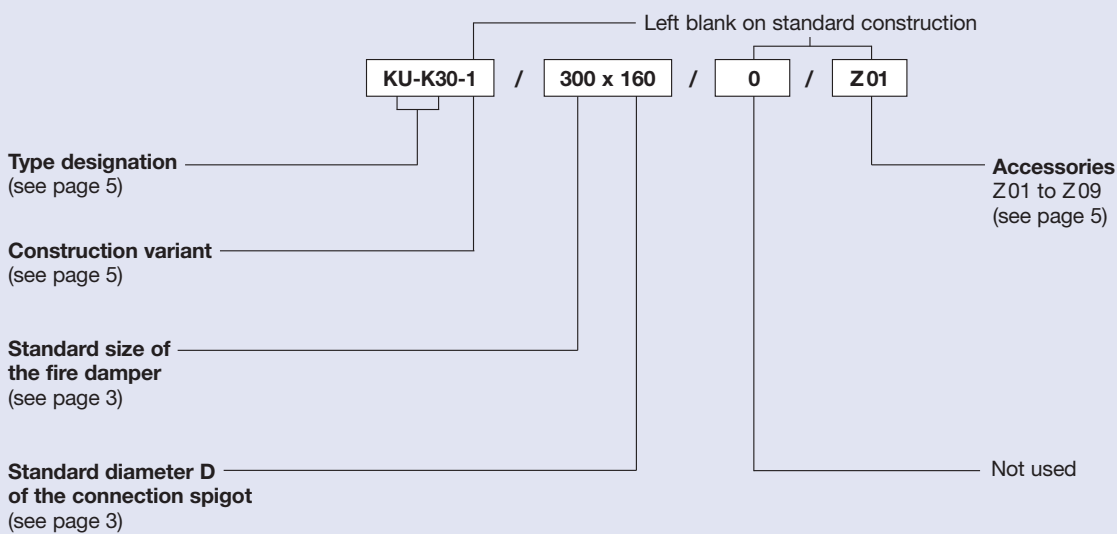 Left blank on standard construction
KU-K30-1 / 300 x 160 / 0 / Z01
Type designation
(see page 5)
Accessories
Z01 to Z09
(see page 5)
Construction variant
(see page 5)
Standard size of
the fire damper
(see page 3)
Standard diameter D
of the connection spigot
(see page 3)
Not used